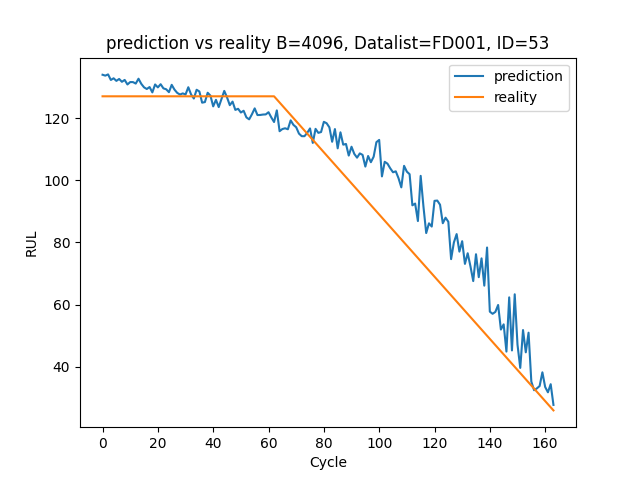 prediction vs reality B=4096, Datalist=FD001, ID=53
prediction
reality
RUL
120
100
80
60
40
0 20 40 60 80 100 120 140 160
Cycle